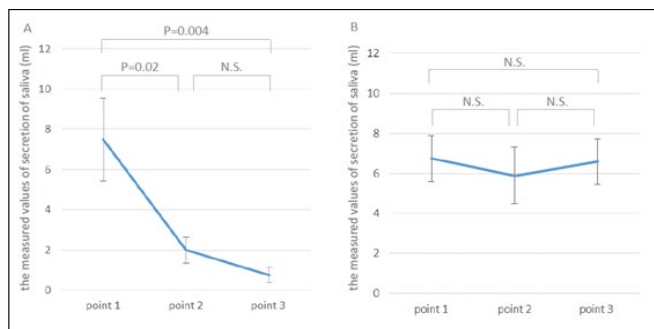 A
P=0.004
P=0.02
N.S.
the measured values of secretion of saliva (ml)
12
10
8
6
4
2
0
point 1
point 2
point 3
B
N.S.
N.S.
N.S.
the measured values of secretion of saliva (ml)
12
10
8
6
4
2
0
point 1
point 2
point 3